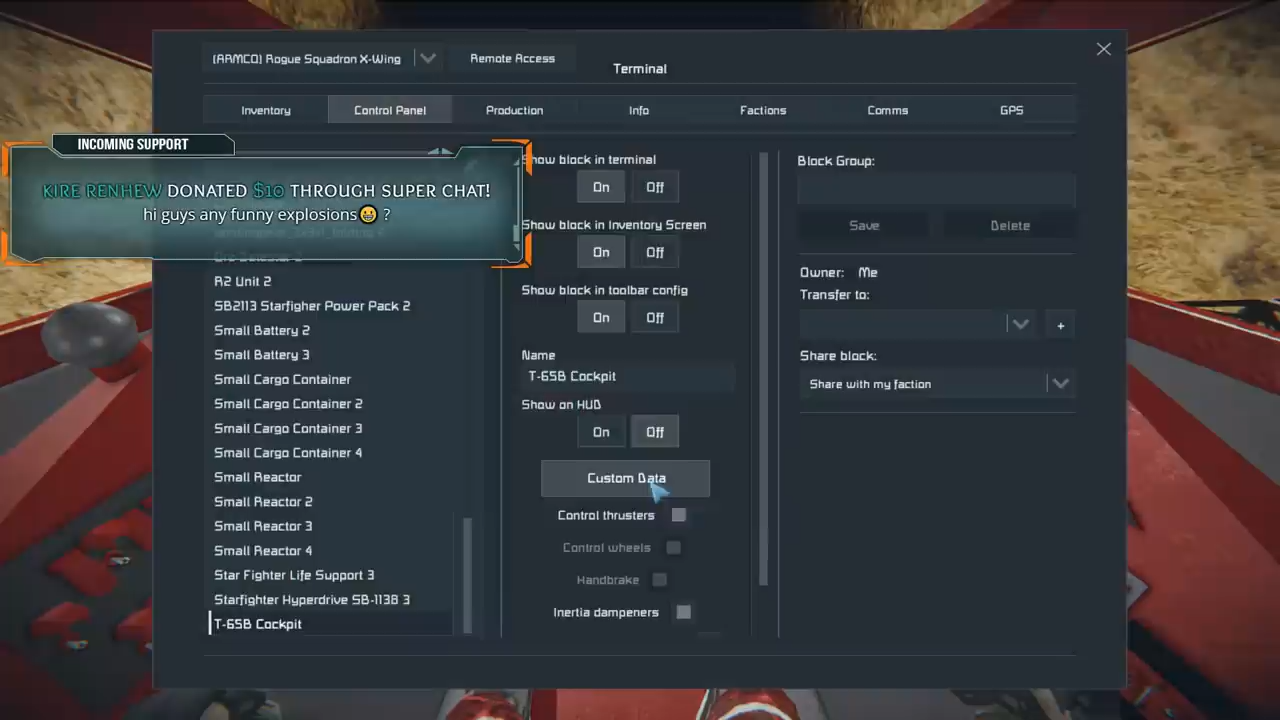 [ARMCO] Rogue Squadron X-Wing
Remote Access
Terminal
Inventory
Control Panel
Production
Info
Factions
Comms
GPS
INCOMING SUPPORT
KIRE RENHEW DONATED $10 THROUGH SUPER CHAT!
hi guys any funny explosions😀 ?
R2 Unit 2
SB2113 Starfigher Power Pack 2
Small Battery 2
Small Battery 3
Small Cargo Container
Small Cargo Container 2
Small Cargo Container 3
Small Cargo Container 4
Small Reactor
Small Reactor 2
Small Reactor 3
Small Reactor 4
Star Fighter Life Support 3
Starfighter Hyperdrive SB-113B 3
T-65B Cockpit
Show block in terminal
On Off
Show block in Inventory Screen
On Off
Show block in toolbar config
On Off
Name
T-65B Cockpit
Show on HUD
On Off
Custom Data
Control thrusters
Control wheels
Handbrake
Inertia dampeners
Block Group:
Save Delete
Owner: Me
Transfer to:
+
Share block:
Share with my faction